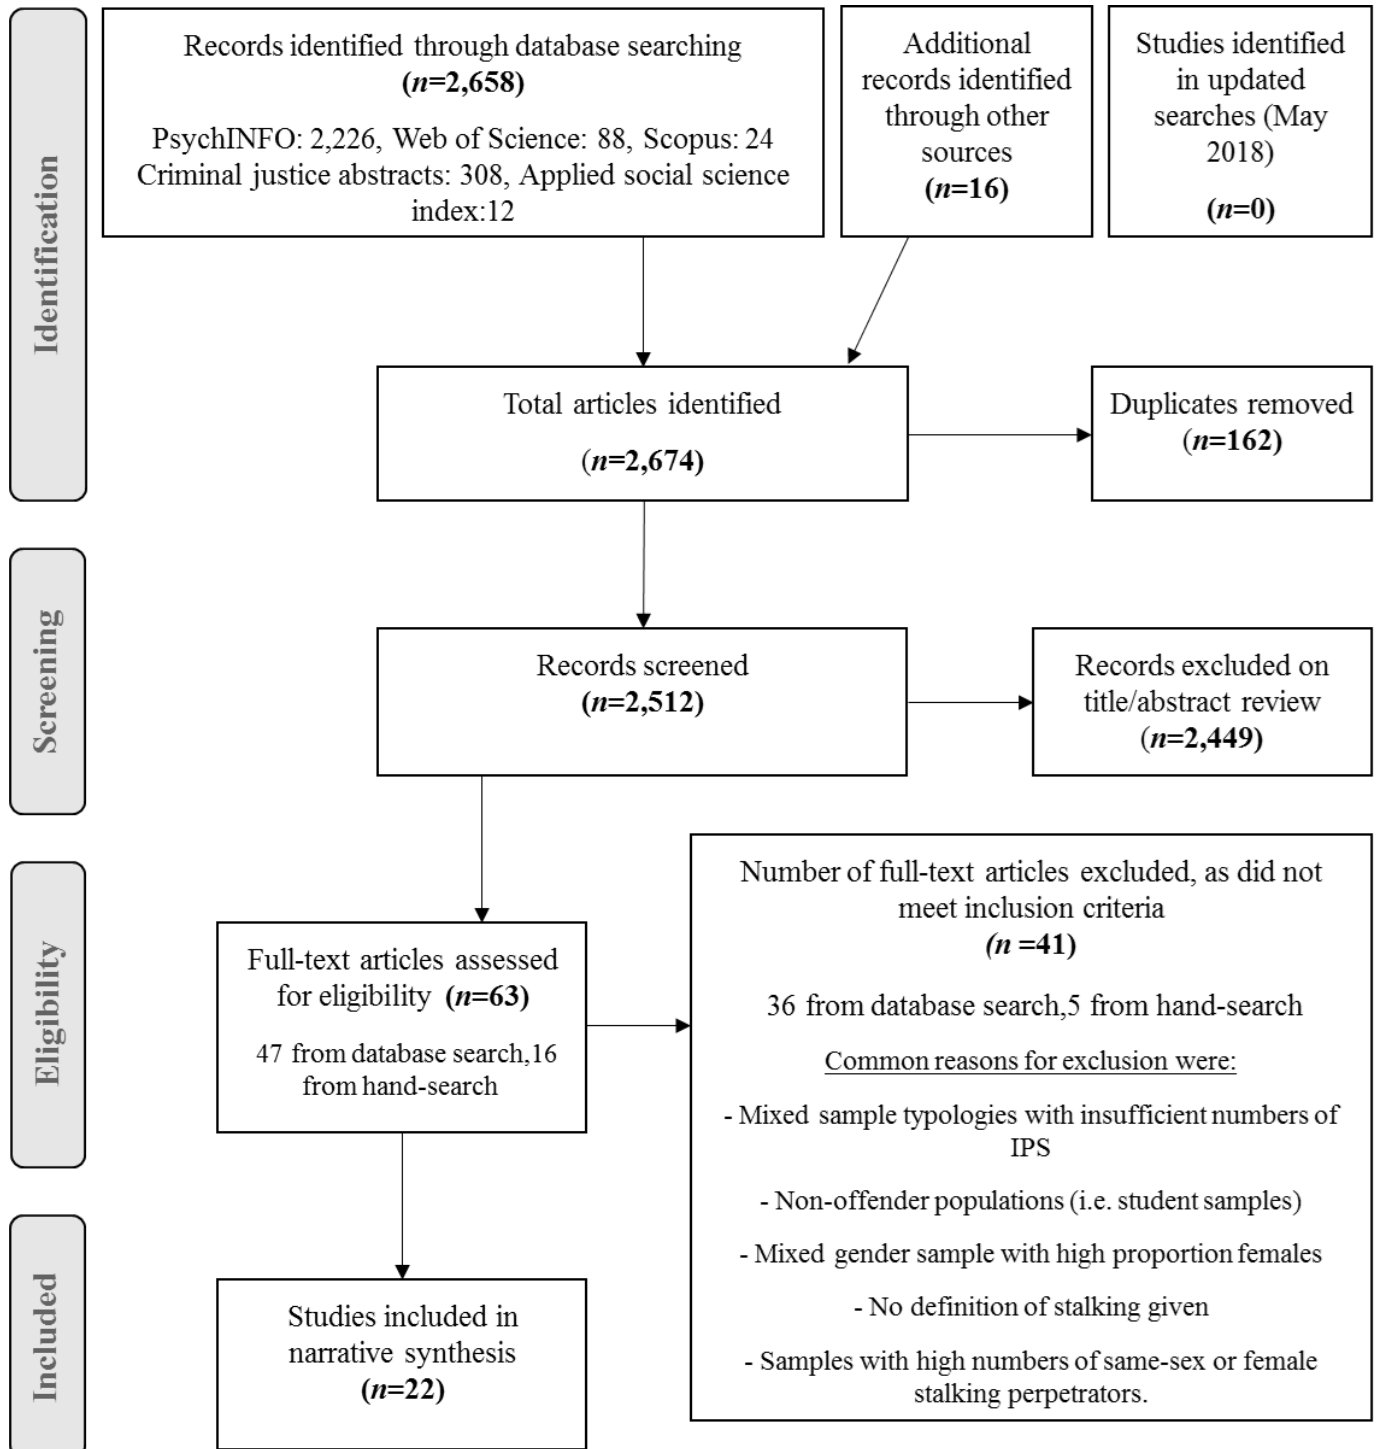 Identification
Records identified through database searching
(n=2,658)
PsychINFO: 2,226, Web of Science: 88, Scopus: 24
Criminal justice abstracts: 308, Applied social science
index:12
Additional
records identified
through other
sources
(n=16)
Studies identified
in updated
searches (May
2018)
(n=0)
Total articles identified
(n=2,674)
Duplicates removed
(n=162)
Screening
Records screened
(n=2,512)
Records excluded on
title/abstract review
(n=2,449)
Eligibility
Full-text articles assessed
for eligibility (n=63)
47 from database search,16
from hand-search
Number of full-text articles excluded, as did not
meet inclusion criteria
(n =41)
36 from database search,5 from hand-search
Common reasons for exclusion were:
- Mixed sample typologies with insufficient numbers of
IPS
- Non-offender populations (i.e. student samples)
- Mixed gender sample with high proportion females
- No definition of stalking given
- Samples with high numbers of same-sex or female
stalking perpetrators.
Included
Studies included in
narrative synthesis
(n=22)